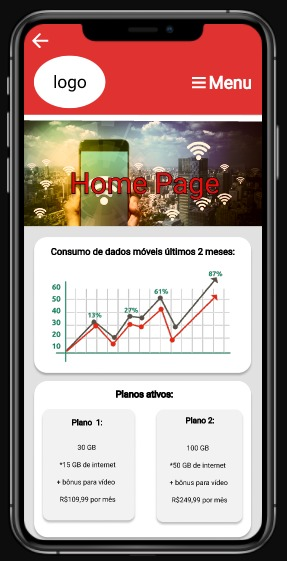 logo
Menu
Home Page
Consumo de dados móveis últimos 2 meses:
87%
61%
27%
13%
60
50
40
30
20
10
Planos ativos:
Plano 1:
30 GB
*15 GB de internet
+ bônus para vídeo
R$109,99 por mês
Plano 2:
100 GB
*50 GB de internet
+ bônus para vídeo
R$249,99 por mês